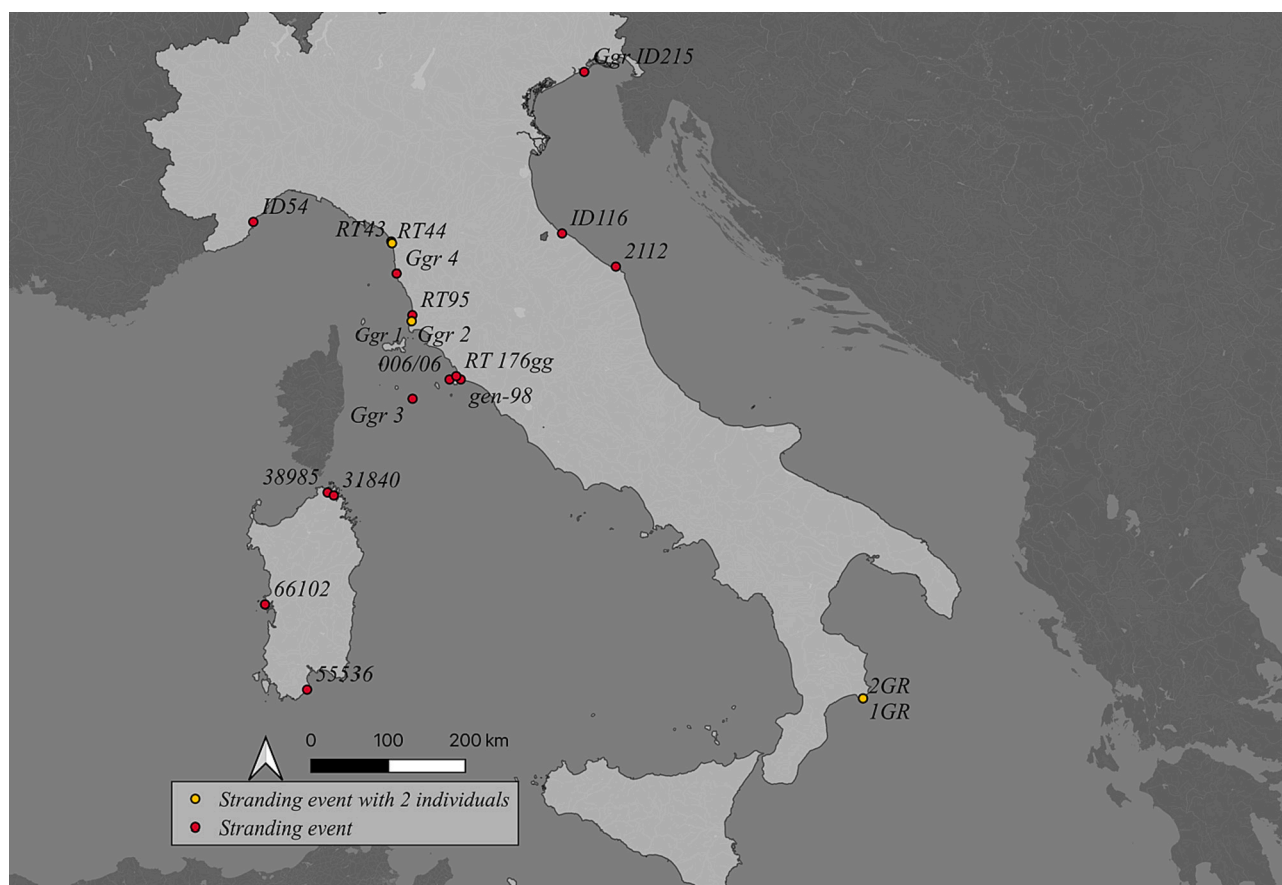 Ggr ID215
ID54
ID116
RT43 RT44
2112
Ggr 4
RT95
Ggr 1 Ggr 2
006/06 RT 176gg
gen-98
Ggr 3
38985 31840
66102
55536
2GR
1GR
0 100 200 km
Stranding event with 2 individuals
Stranding event